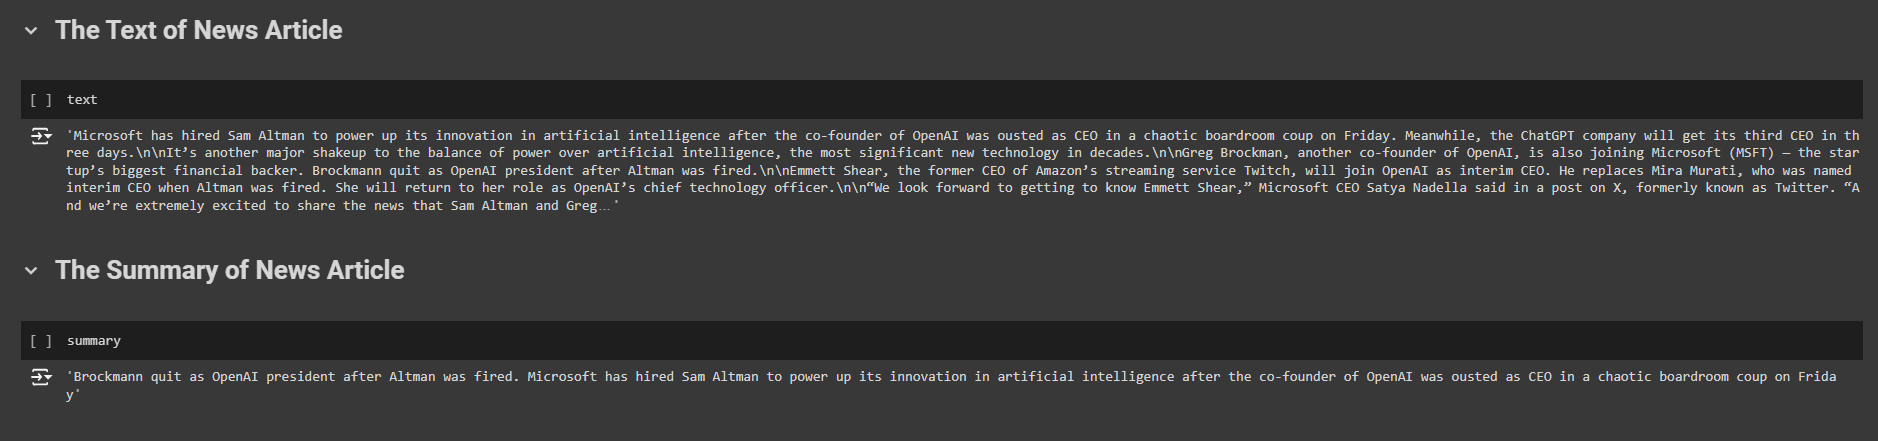 The Text of News Article
[ ] text
'Microsoft has hired Sam Altman to power up its innovation in artificial intelligence after the co-founder of OpenAI was ousted as CEO in a chaotic boardroom coup on Friday. Meanwhile, the ChatGPT company will get its third CEO in th
ree days.\n\nIt’s another major shakeup to the balance of power over artificial intelligence, the most significant new technology in decades.\n\nGreg Brockman, another co-founder of OpenAI, is also joining Microsoft (MSFT) — the star
tup’s biggest financial backer. Brockman quit as OpenAI president after Altman was fired.\n\nEmmett Shear, the former CEO of Amazon’s streaming service Twitch, will join OpenAI as interim CEO. He replaces Mira Murati, who was named
interim CEO when Altman was fired. She will return to her role as OpenAI’s chief technology officer.\n\n“We look forward to getting to know Emmett Shear,” Microsoft CEO Satya Nadella said in a post on X, formerly known as Twitter. “A
nd we’re extremely excited to share the news that Sam Altman and Greg… '
The Summary of News Article
[ ] summary
'Brockmann quit as OpenAI president after Altman was fired. Microsoft has hired Sam Altman to power up its innovation in artificial intelligence after the co-founder of OpenAI was ousted as CEO in a chaotic boardroom coup on Frida
y'